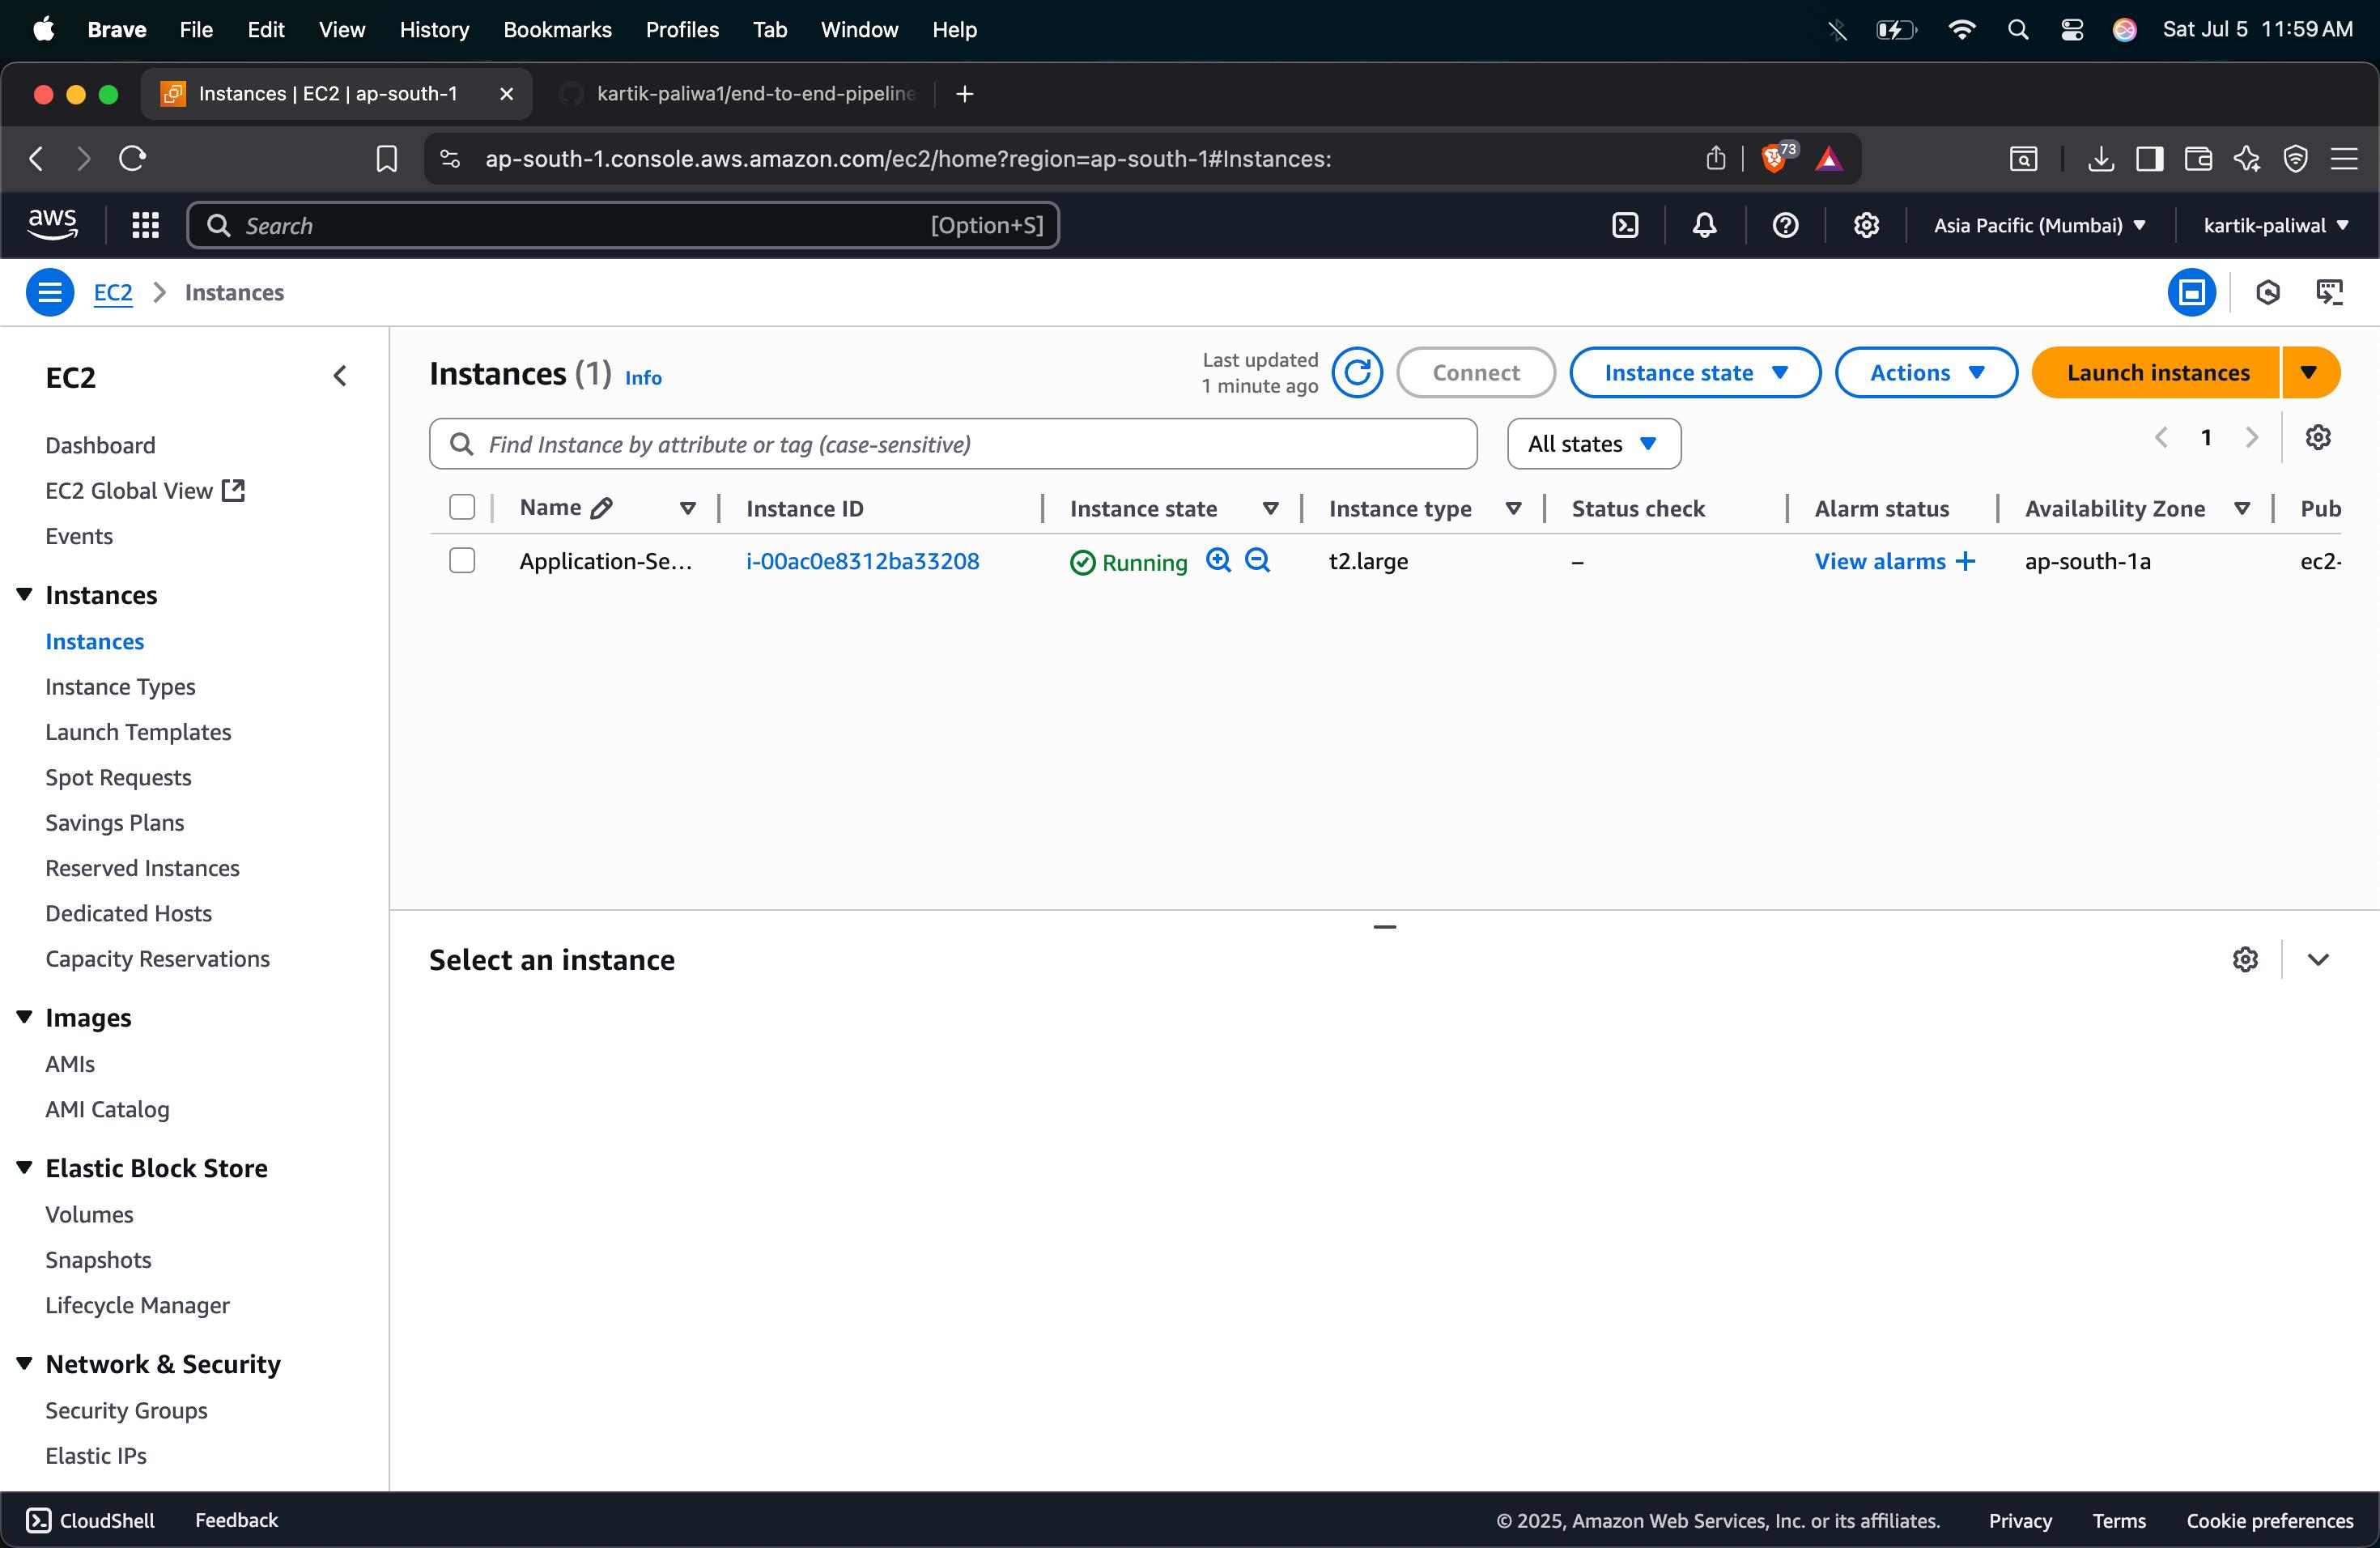 Brave File Edit View History Bookmarks Profiles Tab Window Help Sat Jul 5 11:59 AM
Instances | EC2 | ap-south-1 kartik-paliwa1/end-to-end-pipeline
ap-south-1.console.aws.amazon.com/ec2/home?region=ap-south-1#Instances: 73
aws Search [Option+S] Asia Pacific (Mumbai) kartik-paliwal
EC2 Instances
EC2
Dashboard
EC2 Global View
Events
Instances
Instances
Instance Types
Launch Templates
Spot Requests
Savings Plans
Reserved Instances
Dedicated Hosts
Capacity Reservations
Images
AMIs
AMI Catalog
Elastic Block Store
Volumes
Snapshots
Lifecycle Manager
Network & Security
Security Groups
Elastic IPs
Instances (1) Info
Last updated
1 minute ago
Connect Instance state Actions Launch instances
Find Instance by attribute or tag (case-sensitive) All states 1
Name Instance ID Instance state Instance type Status check Alarm status Availability Zone Pub
Application-Se... i-00ac0e8312ba33208 Running t2.large – View alarms + ap-south-1a ec2-
Select an instance
CloudShell Feedback © 2025, Amazon Web Services, Inc. or its affiliates. Privacy Terms Cookie preferences